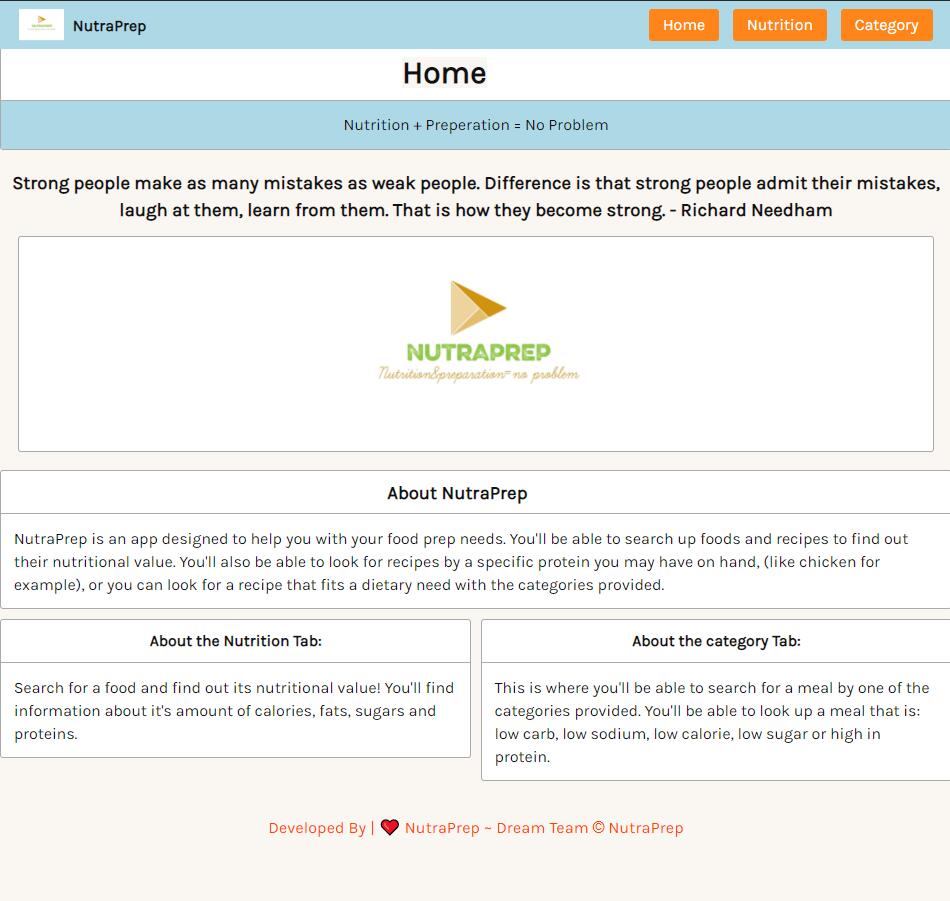 NutraPrep
Home
Nutrition
Category
Home
Nutrition + Preperation = No Problem
Strong people make as many mistakes as weak people. Difference is that strong people admit their mistakes,
laugh at them, learn from them. That is how they become strong. - Richard Needham
NUTRAPREP
Nutrition&preparation=no problem
About NutraPrep
NutraPrep is an app designed to help you with your food prep needs. You'll be able to search up foods and recipes to find out
their nutritional value. You'll also be able to look for recipes by a specific protein you may have on hand, (like chicken for
example), or you can look for a recipe that fits a dietary need with the categories provided.
About the Nutrition Tab:
Search for a food and find out its nutritional value! You'll find
information about it's amount of calories, fats, sugars and
proteins.
About the category Tab:
This is where you'll be able to search for a meal by one of the
categories provided. You'll be able to look up a meal that is:
low carb, low sodium, low calorie, low sugar or high in
protein.
Developed By | ❤ NutraPrep ~ Dream Team © NutraPrep